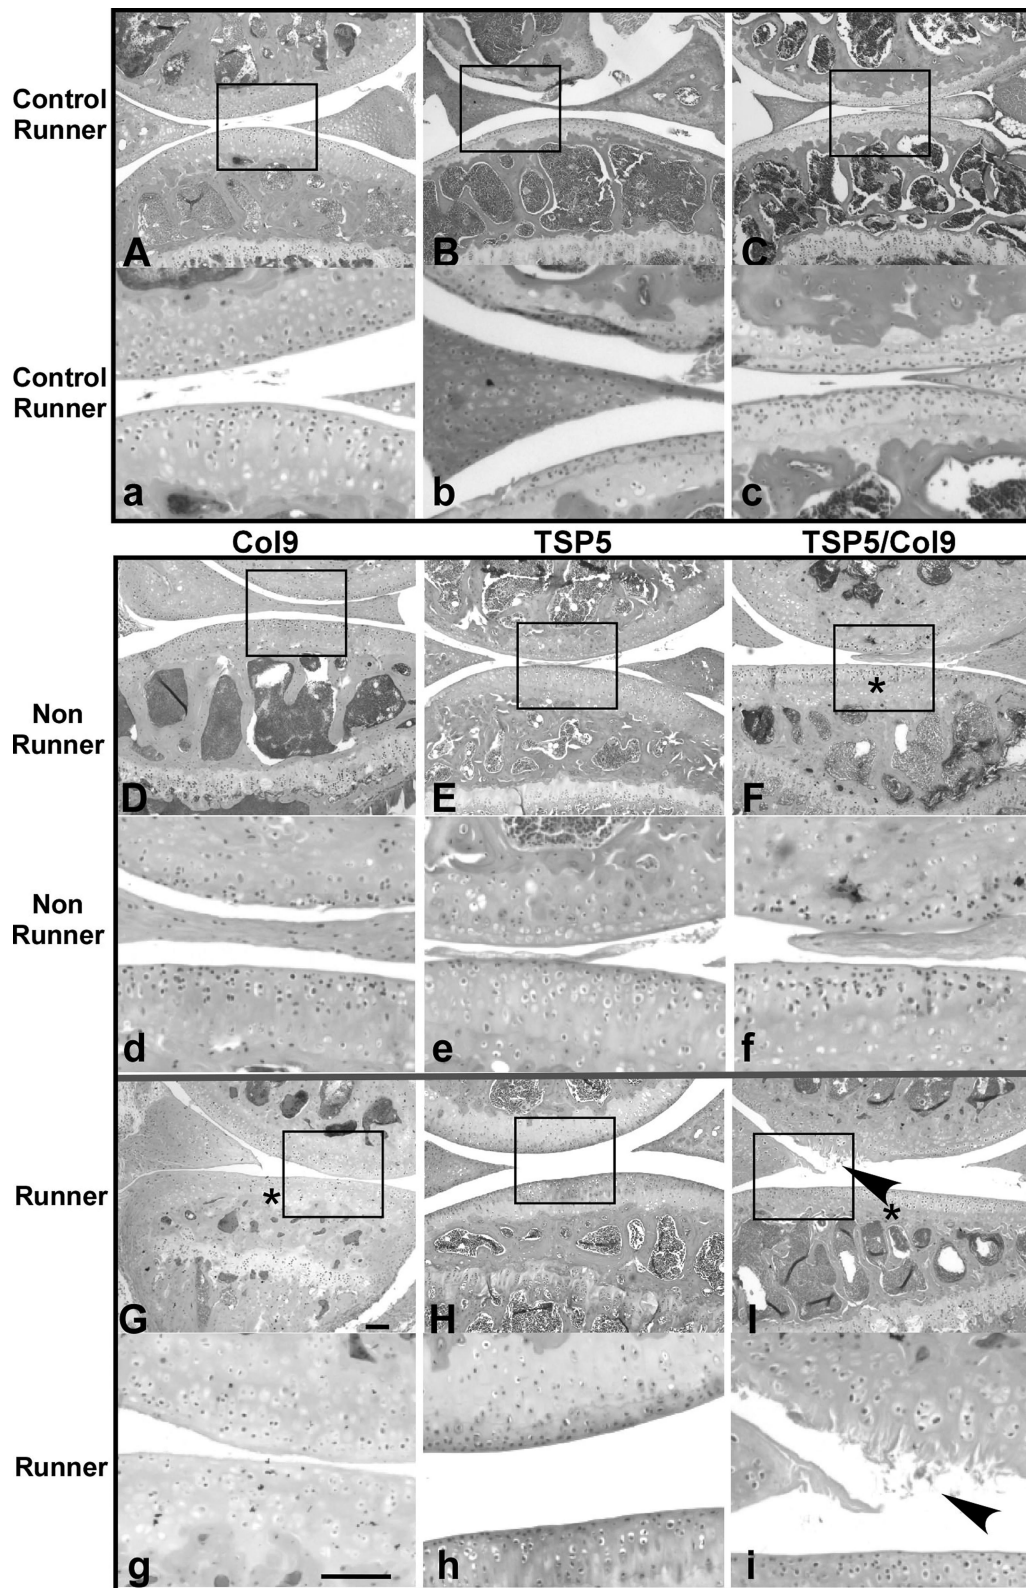 Control
Runner
A
B
C
Control
Runner
a
b
c
Col9
TSP5
TSP5/Col9
Non
Runner
*
D
E
F
Non
Runner
d
e
f
Runner
*
*
G
H
I
Runner
g
h
i